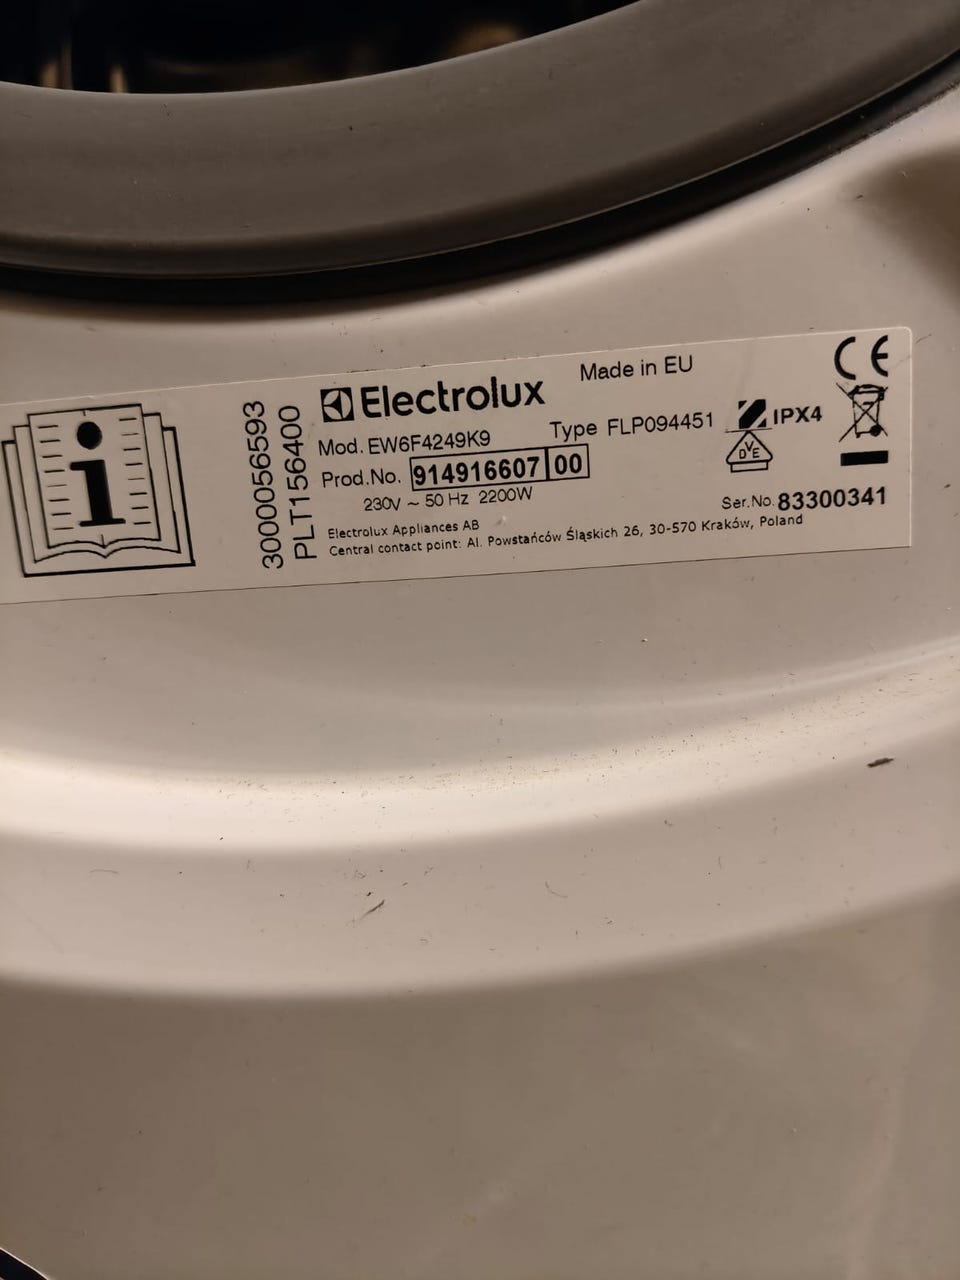 i
3000056593
PLT156400
Electrolux
Made in EU
CE
Mod. EW6F4249K9
Type FLP094451
IPX4
DVE
Prod.No. 914916607 00
230V ~ 50 Hz 2200W
Ser.No. 83300341
Electrolux Appliances AB
Central contact point: Al. Powstańców Śląskich 26, 30-570 Kraków, Poland